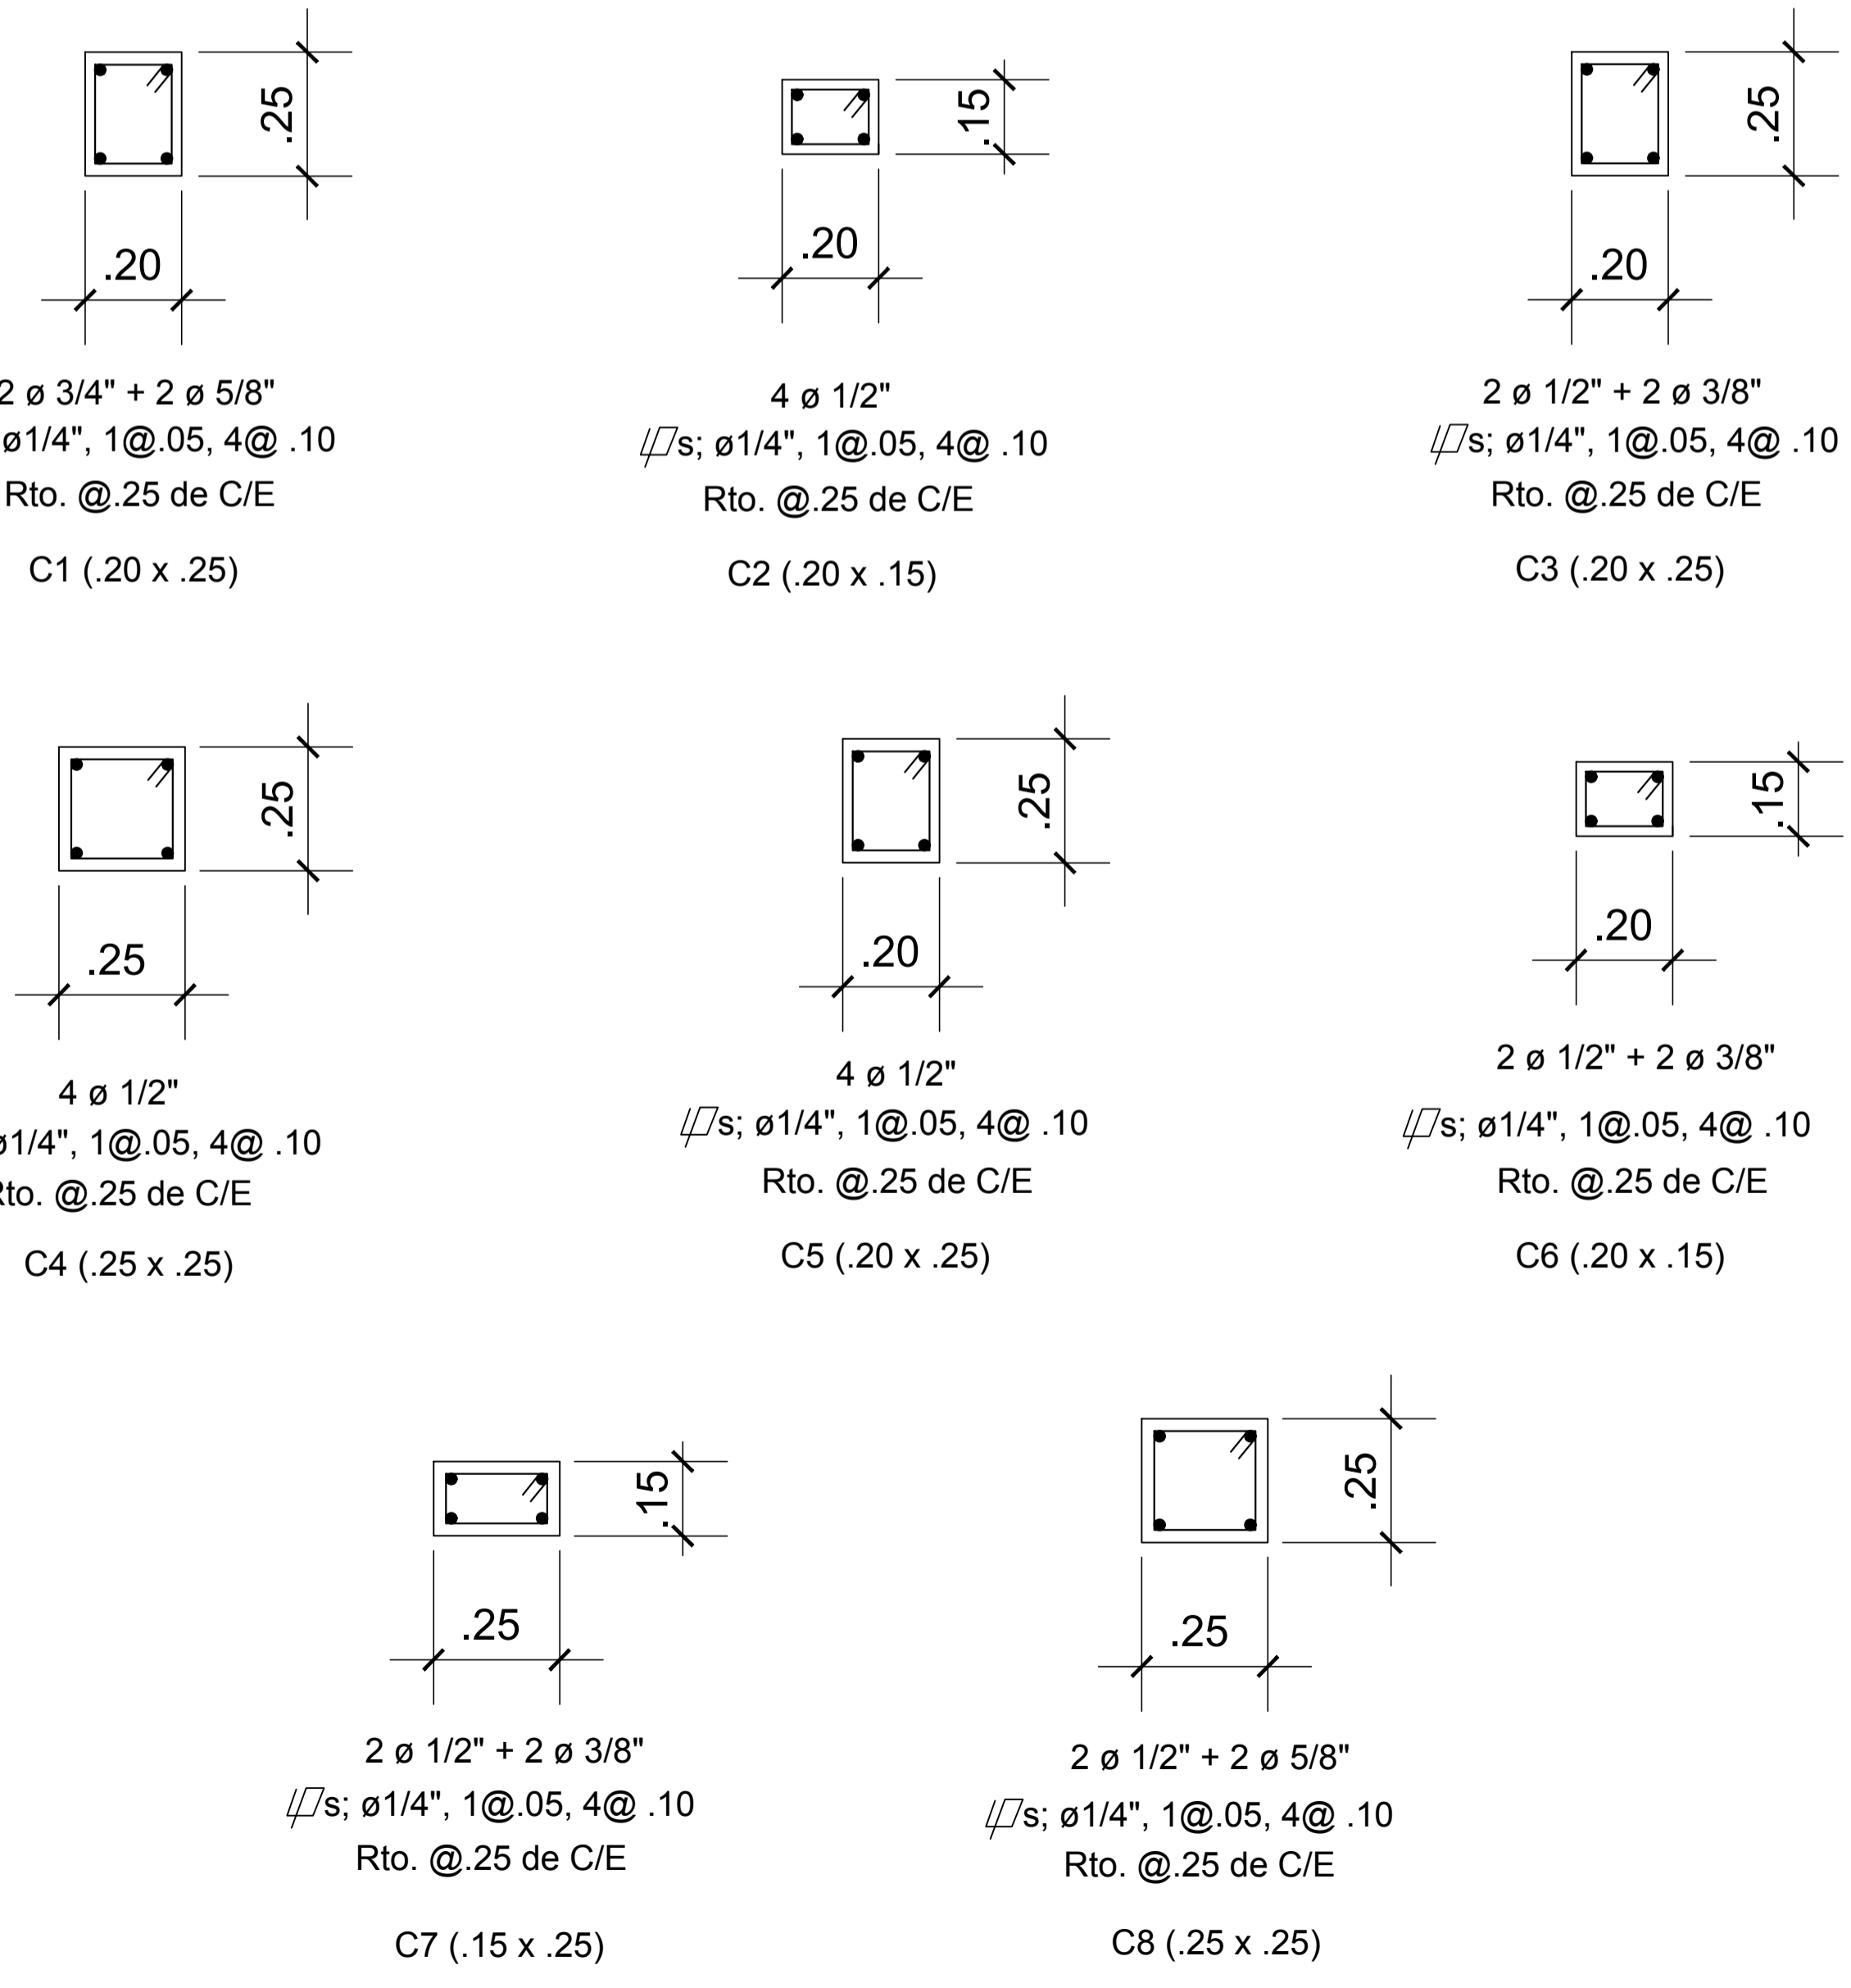 .25
.20
2 ø 3/4" + 2 ø 5/8"
ø1/4", 1@.05, 4@ .10
Rto. @.25 de C/E
C1 (.20 x .25)
.15
.20
4 ø 1/2"
s; ø1/4", 1@.05, 4@ .10
Rto. @.25 de C/E
C2 (.20 x .15)
.25
.20
2 ø 1/2" + 2 ø 3/8"
s; ø1/4", 1@.05, 4@ .10
Rto. @.25 de C/E
C3 (.20 x .25)
.25
.25
4 ø 1/2"
ø1/4", 1@.05, 4@ .10
Rto. @.25 de C/E
C4 (.25 x .25)
.25
.20
4 ø 1/2"
s; ø1/4", 1@.05, 4@ .10
Rto. @.25 de C/E
C5 (.20 x .25)
.15
.20
2 ø 1/2" + 2 ø 3/8"
s; ø1/4", 1@.05, 4@ .10
Rto. @.25 de C/E
C6 (.20 x .15)
.15
.25
2 ø 1/2" + 2 ø 3/8"
s; ø1/4", 1@.05, 4@ .10
Rto. @.25 de C/E
C7 (.15 x .25)
.25
.25
2 ø 1/2" + 2 ø 5/8"
s; ø1/4", 1@.05, 4@ .10
Rto. @.25 de C/E
C8 (.25 x .25)